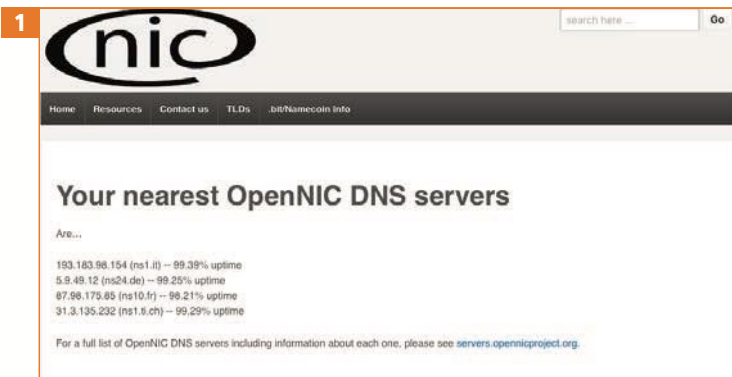 1
nic
search here ...
Go
Home Resources Contact us TLDs .bit/Namecoin Info
Your nearest OpenNIC DNS servers
Are...
193.183.98.154 (ns1.it) -- 99.39% uptime
5.9.49.12 (ns24.de) -- 99.25% uptime
87.98.175.85 (ns10.fr) -- 98.21% uptime
31.3.135.232 (ns1.ti.ch) -- 99.29% uptime
For a full list of OpenNIC DNS servers including information about each one, please see servers.opennicproject.org.